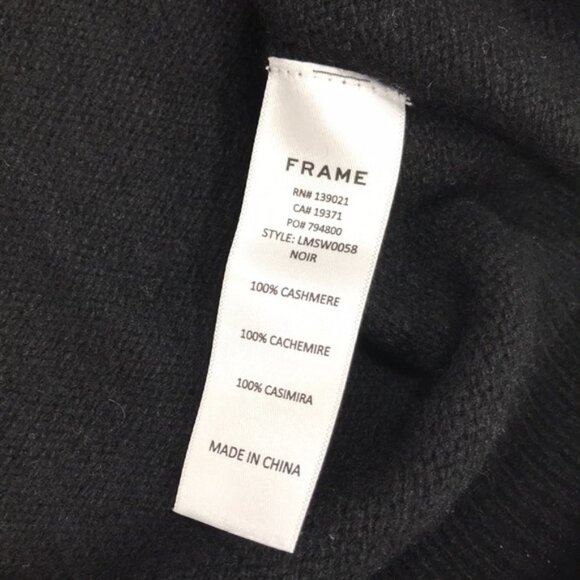 FRAME
RN# 139021
CA# 19371
PO# 794800
STYLE: LMSW0058
NOIR
100% CASHMERE
100% CACHEMIRE
100% CASIMIRA
MADE IN CHINA